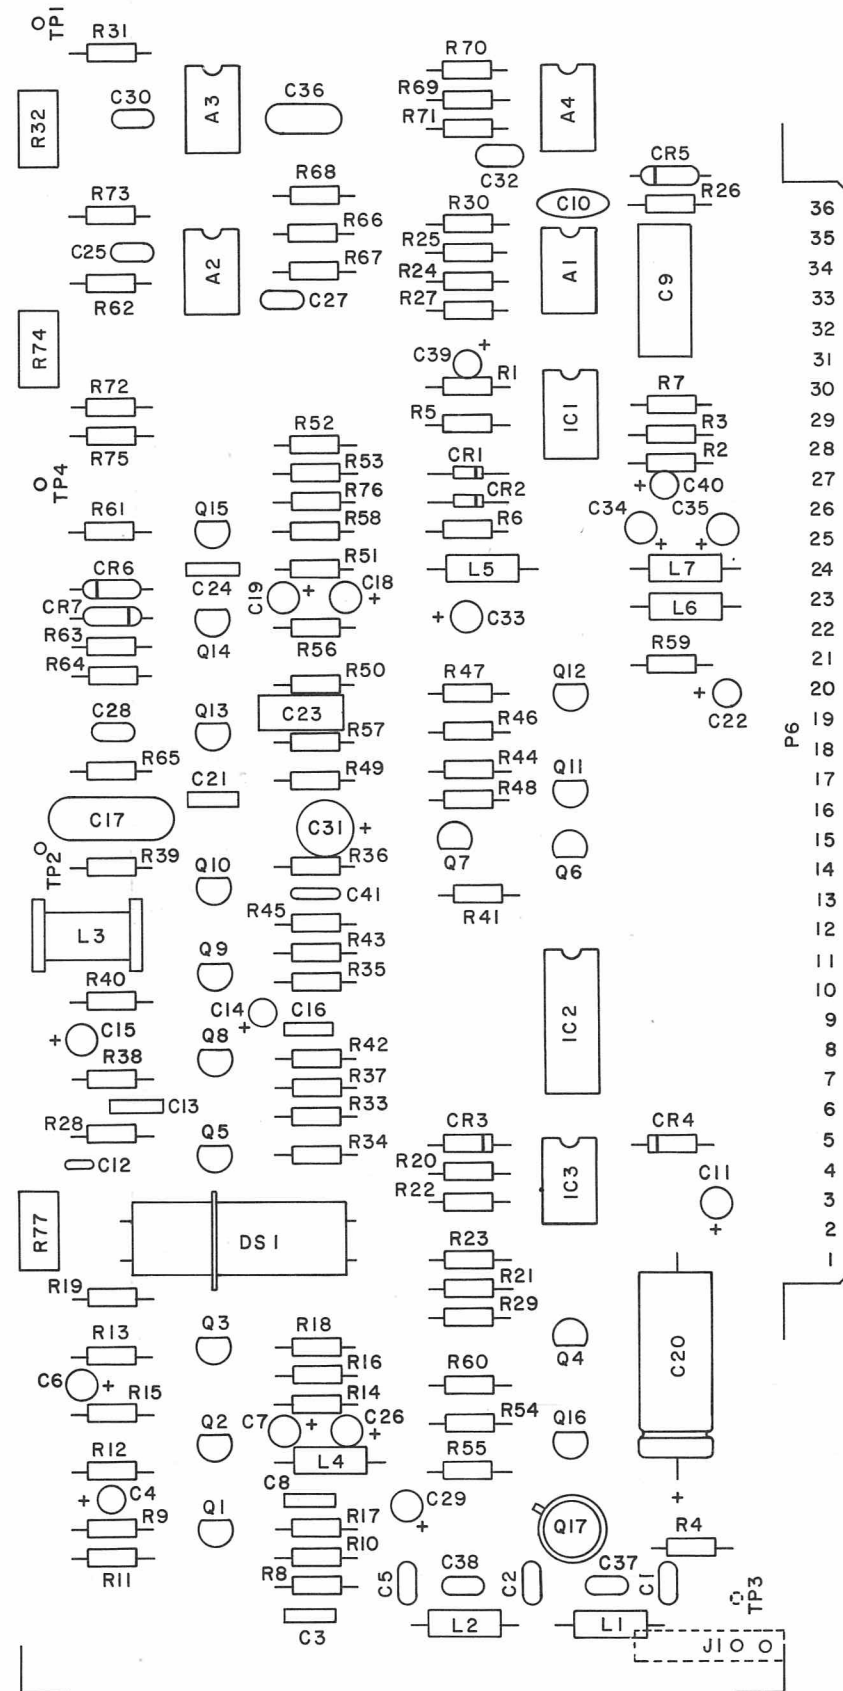 TP1
R31
R70
C30
A3
C36
R69
A4
R32
R71
CR5
C32
R68
R26
R73
R30
C10
36
R66
R25
35
C25
A2
R67
R24
A1
C9
34
R62
C27
R27
33
32
R74
C39
+
31
R72
R1
R7
30
R5
IC1
R3
29
R75
R52
R2
28
R53
CR1
27
TP4
R76
CR2
+
C40
R61
Q15
R58
R6
C34
C35
26
+
+
25
CR6
R51
L5
L7
24
C24
C19
+
C18
+
CR7
L6
23
+
C33
R63
Q14
R56
22
R64
R59
21
R50
R47
Q12
+
20
C28
Q13
C23
C22
R46
19
R57
P6
18
R65
R44
Q11
C21
R49
17
R48
C17
16
C31
+
15
TP2
R39
Q10
R36
Q7
Q6
14
C41
13
L3
R45
R41
12
Q9
R43
11
R35
R40
10
C14
+
C16
IC2
9
+
C15
Q8
R42
8
R38
R37
7
C13
R33
6
R28
Q5
CR3
CR4
5
C12
R34
R20
IC3
C11
4
R22
3
R77
DS1
+
2
R23
1
R19
R21
R29
Q3
R18
R13
Q4
C20
R16
C6
+
R60
R15
R14
Q2
C7
+
C26
+
R54
Q16
R12
L4
R55
+
C4
C8
C29
+
+
R9
Q1
R17
Q17
R4
R10
R11
R8
C5
C38
C2
C37
C1
TP3
C3
L2
L1
J1